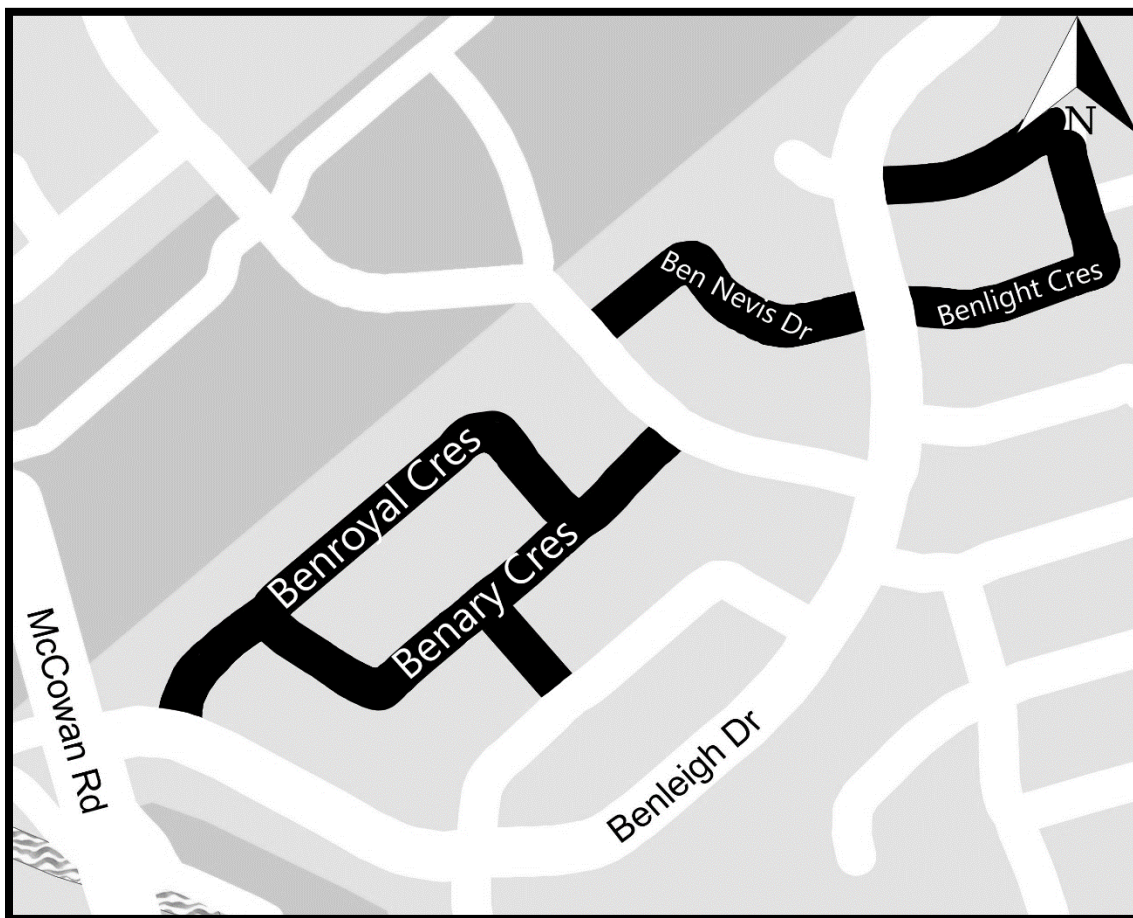 N
Ben Nevis Dr
Benlight Cres
Benroyal Cres
Benary Cres
McCowan Rd
Benleigh Dr